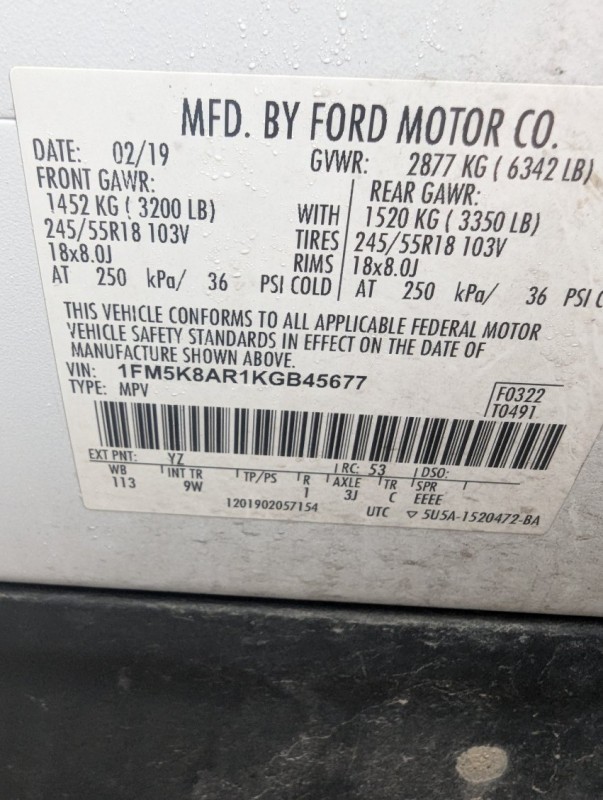 MFD. BY FORD MOTOR CO.
DATE: 02/19
GVWR: 2877 KG ( 6342 LB)
FRONT GAWR:
REAR GAWR:
1452 KG ( 3200 LB)
WITH
1520 KG ( 3350 LB)
245/55R18 103V
TIRES
245/55R18 103V
18x8.0J
RIMS
18x8.0J
AT 250 kPa/ 36 PSI COLD
AT 250 kPa/ 36 PSI C
THIS VEHICLE CONFORMS TO ALL APPLICABLE FEDERAL MOTOR
VEHICLE SAFETY STANDARDS IN EFFECT ON THE DATE OF
MANUFACTURE SHOWN ABOVE.
VIN: 1FM5K8AR1KGB45677
TYPE: MPV
F0322
T0491
EXT PNT: YZ
RC: 53
DSO:
WB
INT TR
TP/PS
R
AXLE
TR
SPR
113
9W
1
3J
C
EEEE
1201902057154
UTC ▽ 5U5A-1520472-BA